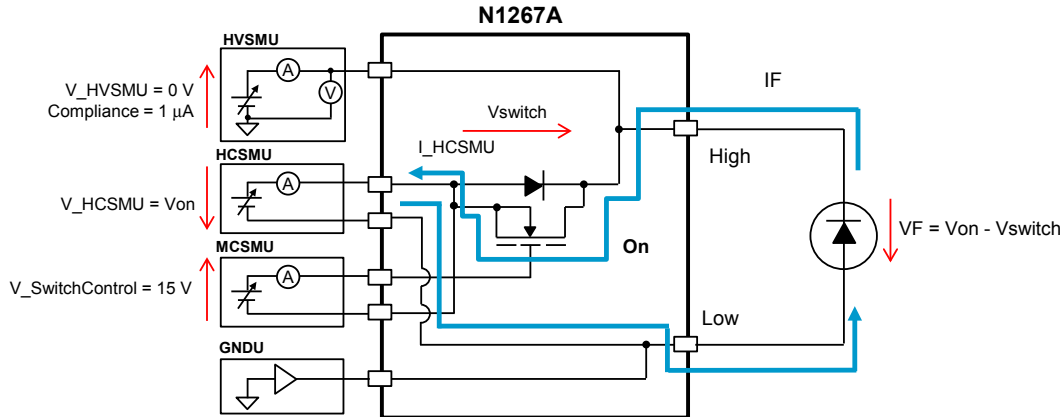 N1267A
HVSMU
A
V
V_HVSMU = 0 V
Compliance = 1 μA
IF
Vswitch
I_HCSMU
High
HCSMU
A
V_HCSMU = Von
On
VF = Von - Vswitch
MCSMU
A
V_SwitchControl = 15 V
Low
GNDU